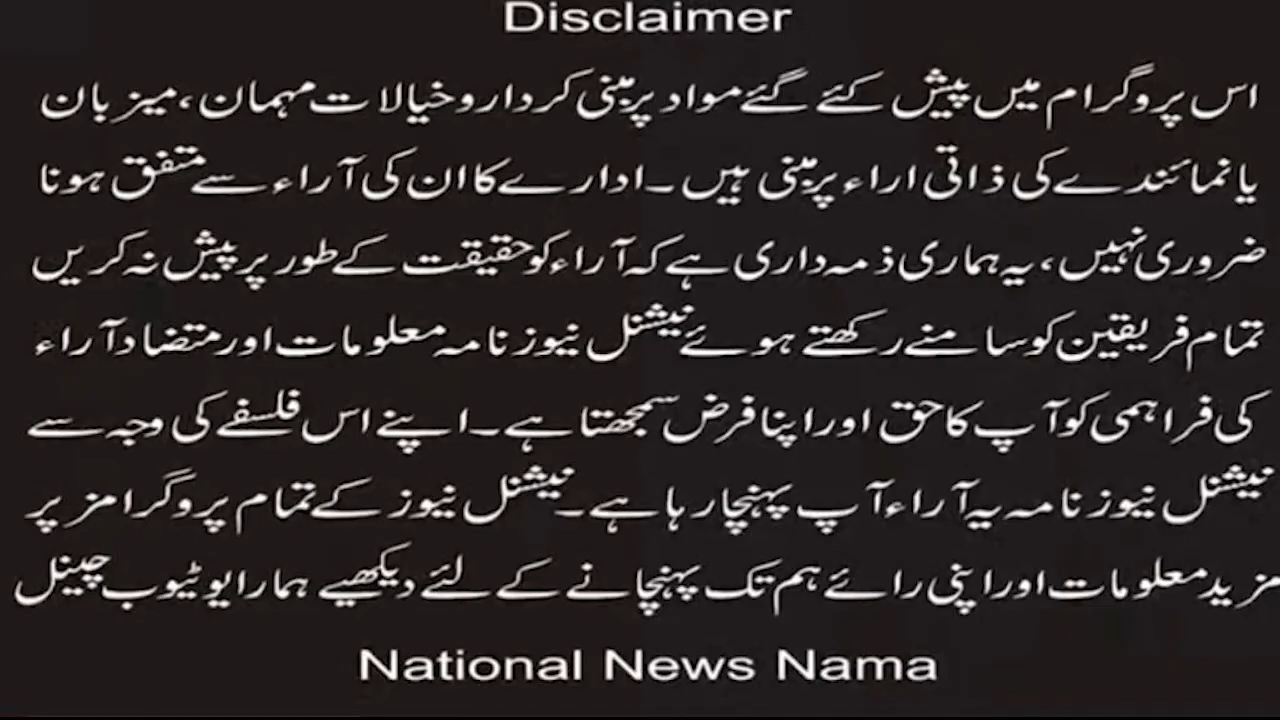 Disclaimer
اس پروگرام میں پیش کئے گئے مواد پر مبنی کردار و خیالات مہمان، میزبان
یا نمائندے کی ذاتی اراء پر مبنی ہیں۔ ادارے کا ان کی آراء سے متفق ہونا
ضروری نہیں، یہ ہماری ذمہ داری ہے کہ آراء کو حقیقت کے طور پر پیش نہ کریں
تمام فریقین کو سامنے رکھتے ہوئے نیشنل نیوز نامہ معلومات اور متضاد آراء
کی فراہمی کو آپ کا حق اور اپنا فرض سمجھتا ہے۔ اپنے اس فلسفے کی وجہ سے
نیشنل نیوز نامہ یہ آراء آپ پہنچا رہا ہے۔ نیشنل نیوز کے تمام پروگرامز پر
مزید معلومات اور اپنی رائے ہم تک پہنچانے کے لئے دیکھیے ہمارا یوٹیوب چینل
National News Nama